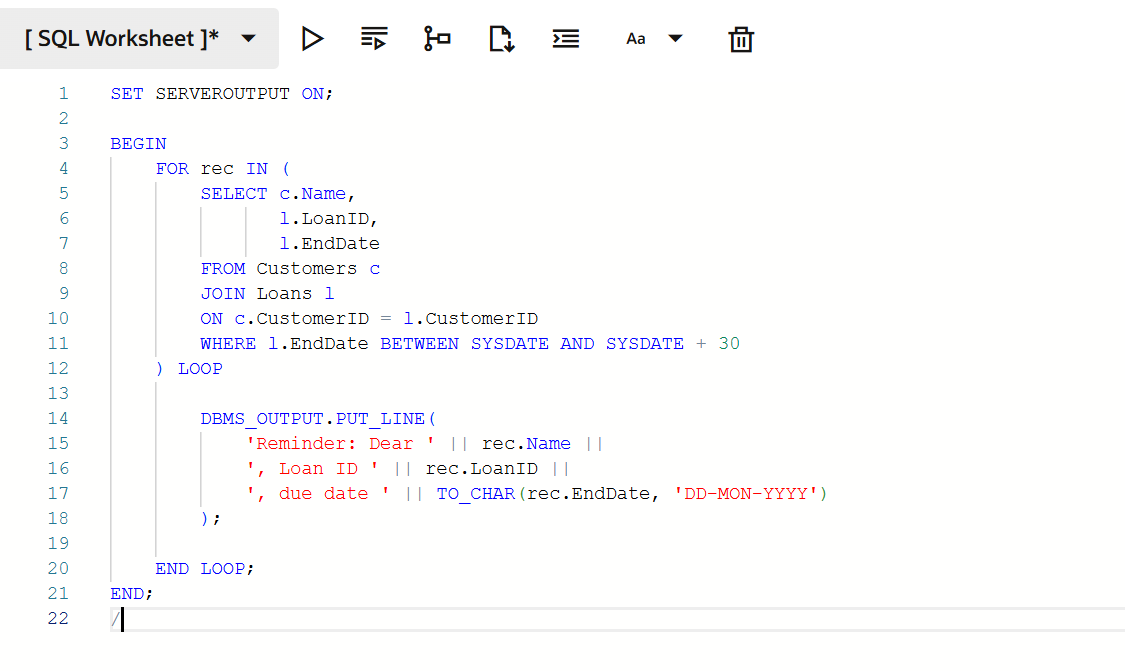 [ SQL Worksheet ]* Aa
1 SET SERVEROUTPUT ON;
2
3 BEGIN
4     FOR rec IN (
5         SELECT c.Name,
6                l.LoanID,
7                l.EndDate
8         FROM Customers c
9         JOIN Loans l
10         ON c.CustomerID = l.CustomerID
11         WHERE l.EndDate BETWEEN SYSDATE AND SYSDATE + 30
12     ) LOOP
13
14         DBMS_OUTPUT.PUT_LINE(
15             'Reminder: Dear ' || rec.Name ||
16             ', Loan ID ' || rec.LoanID ||
17             ', due date ' || TO_CHAR(rec.EndDate, 'DD-MON-YYYY')
18         );
19
20     END LOOP;
21 END;
22 /